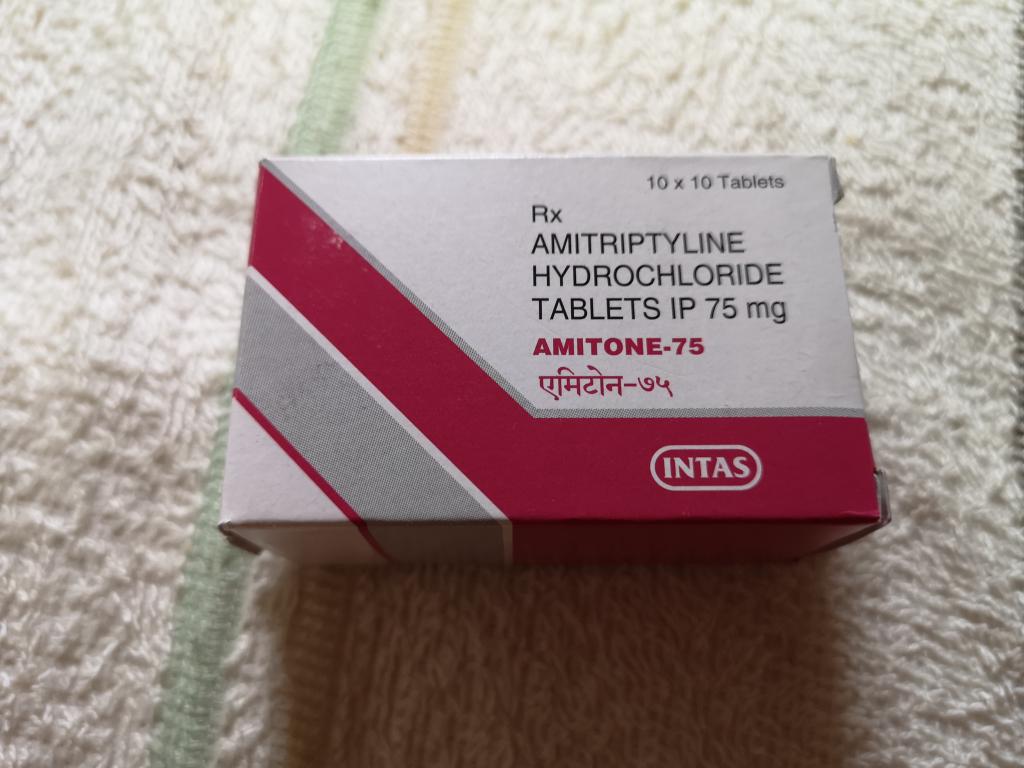 10 x 10 Tablets
Rx
AMITRIPTYLINE
HYDROCHLORIDE
TABLETS IP 75 mg
AMITONE-75
एमिटोन-७५
INTAS